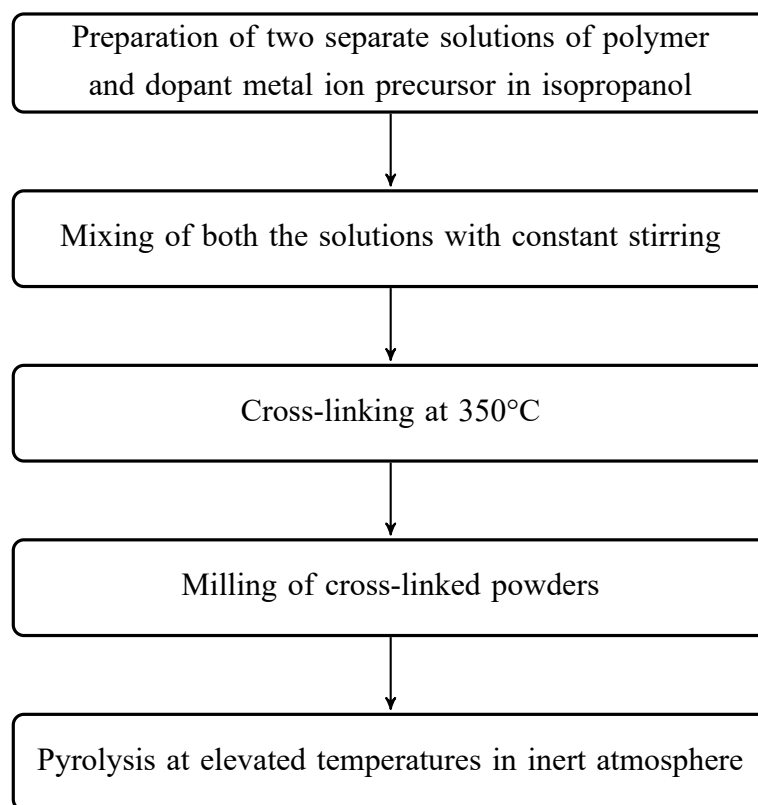 Preparation of two separate solutions of polymer
and dopant metal ion precursor in isopropanol
Mixing of both the solutions with constant stirring
Cross-linking at 350°C
Milling of cross-linked powders
Pyrolysis at elevated temperatures in inert atmosphere